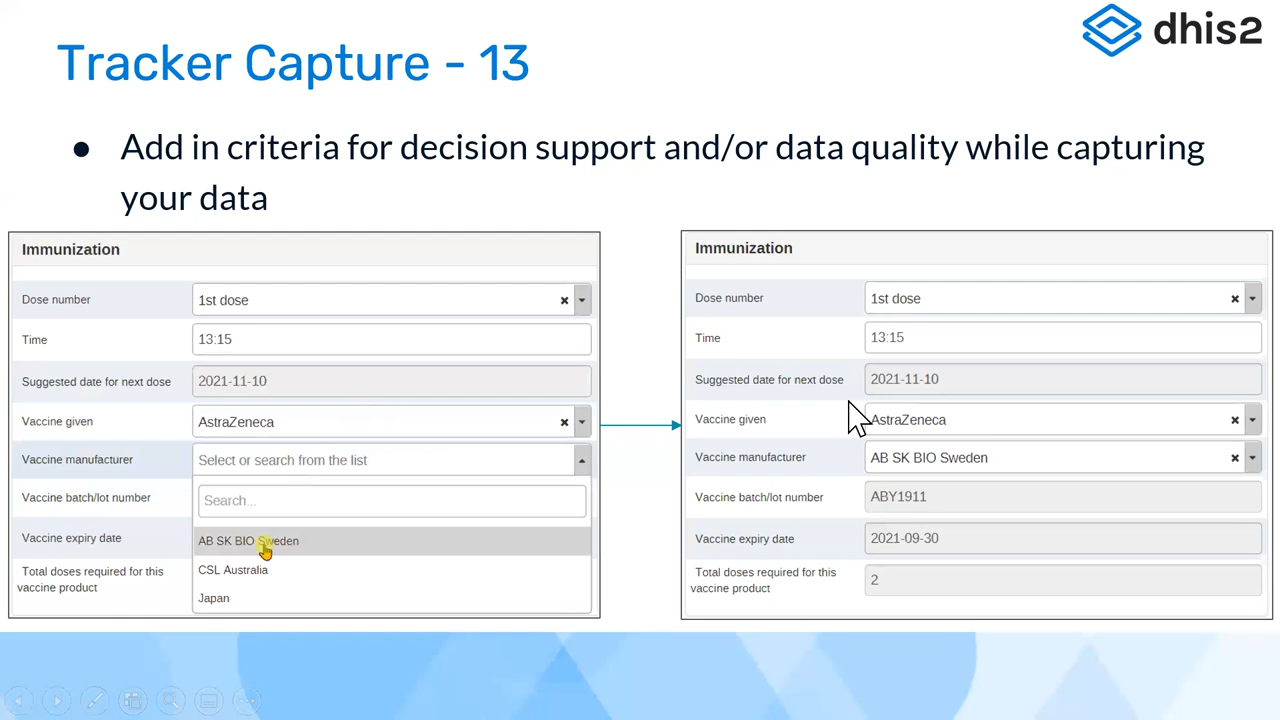 dhis2
Tracker Capture - 13
● Add in criteria for decision support and/or data quality while capturing
your data
Immunization
Dose number 1st dose
Time 13:15
Suggested date for next dose 2021-11-10
Vaccine given AstraZeneca
Vaccine manufacturer Select or search from the list
Vaccine batch/lot number Search...
Vaccine expiry date AB SK BIO Sweden
Total doses required for this
vaccine product
CSL Australia
Japan
Immunization
Dose number 1st dose
Time 13:15
Suggested date for next dose 2021-11-10
Vaccine given AstraZeneca
Vaccine manufacturer AB SK BIO Sweden
Vaccine batch/lot number ABY1911
Vaccine expiry date 2021-09-30
Total doses required for this
vaccine product
2